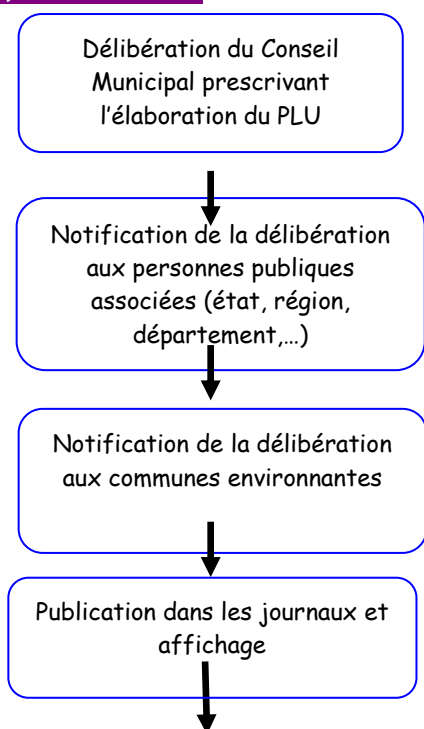 Délibération du Conseil
Municipal prescrivant
l'élaboration du PLU
Notification de la délibération
aux personnes publiques
associées (état, région,
département,…)
Notification de la délibération
aux communes environnantes
Publication dans les journaux et
affichage